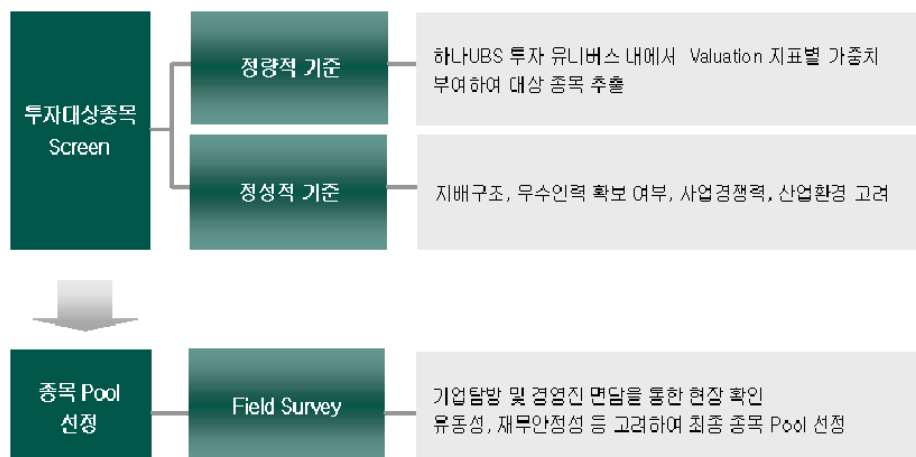 투자대상종목
Screen
정량적 기준
하나UBS 투자 유니버스 내에서 Valuation 지표별 가중치
부여하여 대상 종목 추출
정성적 기준
지배구조, 우수인력 확보 여부, 사업경쟁력, 산업환경 고려
종목 Pool
선정
Field Survey
기업탐방 및 경영진 면담을 통한 현장 확인
유동성, 재무안정성 등 고려하여 최종 종목 Pool 선정